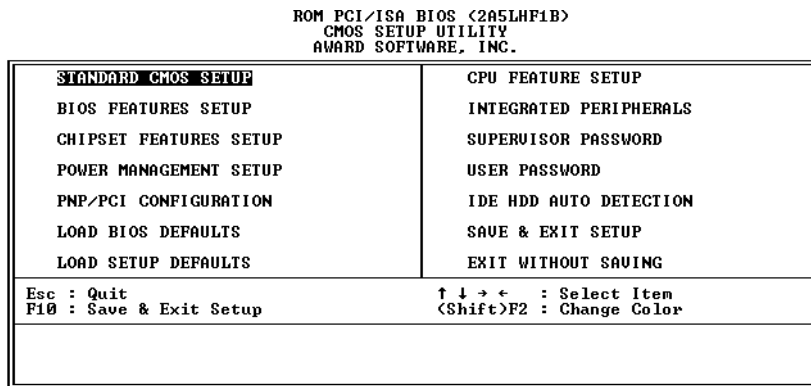 ROM PCI/ISA BIOS (2A5LHF1B)
CMOS SETUP UTILITY
AWARD SOFTWARE, INC.
STANDARD CMOS SETUP
BIOS FEATURES SETUP
CHIPSET FEATURES SETUP
POWER MANAGEMENT SETUP
PNP/PCI CONFIGURATION
LOAD BIOS DEFAULTS
LOAD SETUP DEFAULTS
CPU FEATURE SETUP
INTEGRATED PERIPHERALS
SUPERVISOR PASSWORD
USER PASSWORD
IDE HDD AUTO DETECTION
SAVE & EXIT SETUP
EXIT WITHOUT SAVING
Esc : Quit
F10 : Save & Exit Setup
↑ ↓ → ← : Select Item
(Shift)F2 : Change Color